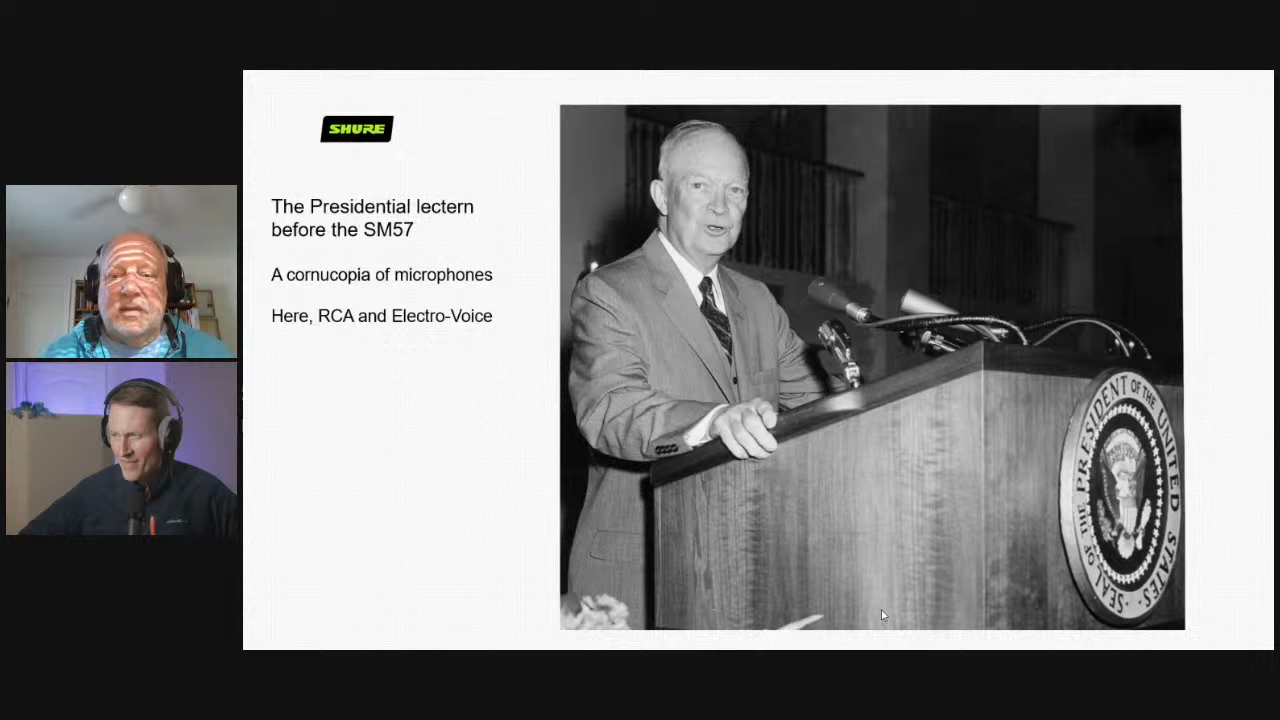 SHURE
The Presidential lectern
before the SM57
A cornucopia of microphones
Here, RCA and Electro-Voice
SEAL OF THE PRESIDENT OF THE UNITED STATES